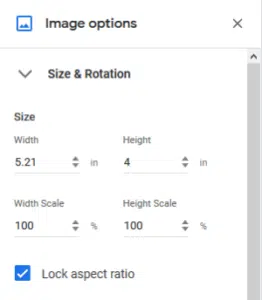 Image options
Size & Rotation
Size
Width Height
5.21 in 4 in
Width Scale Height Scale
100 % 100 %
Lock aspect ratio